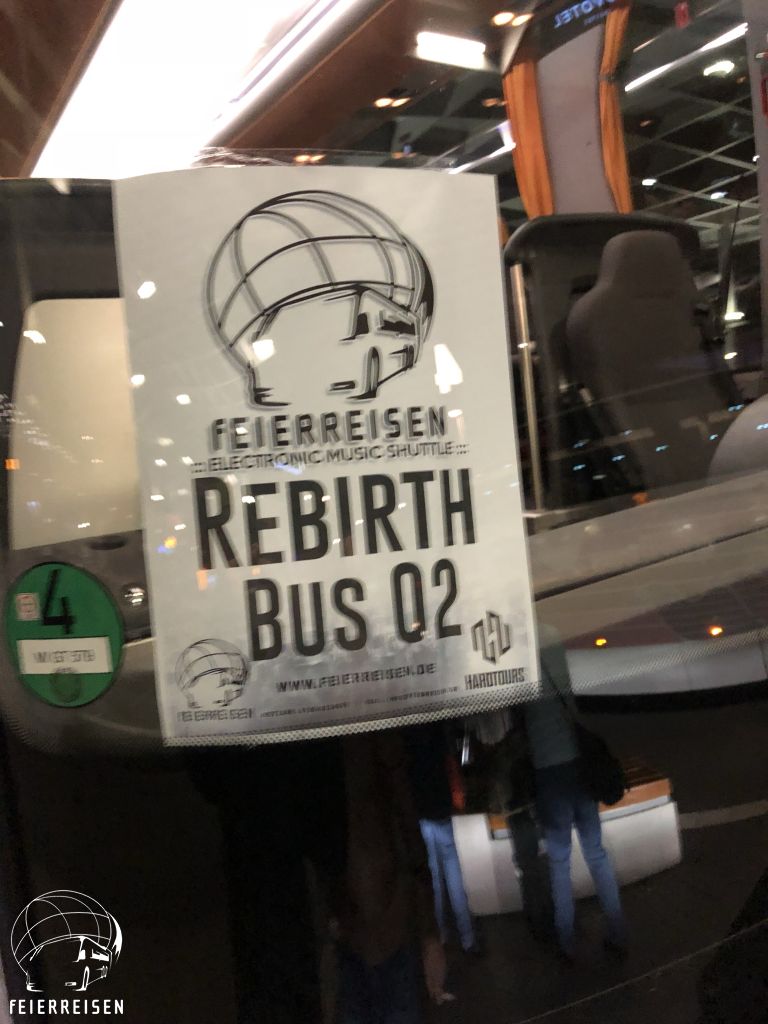 FEIERREISEN
::: ELECTRONIC MUSIC SHUTTLE :::
REBIRTH
BUS 02
WWW.FEIERREISEN.DE
FEIERREISEN
HARDTOURS
4
FEIERREISEN